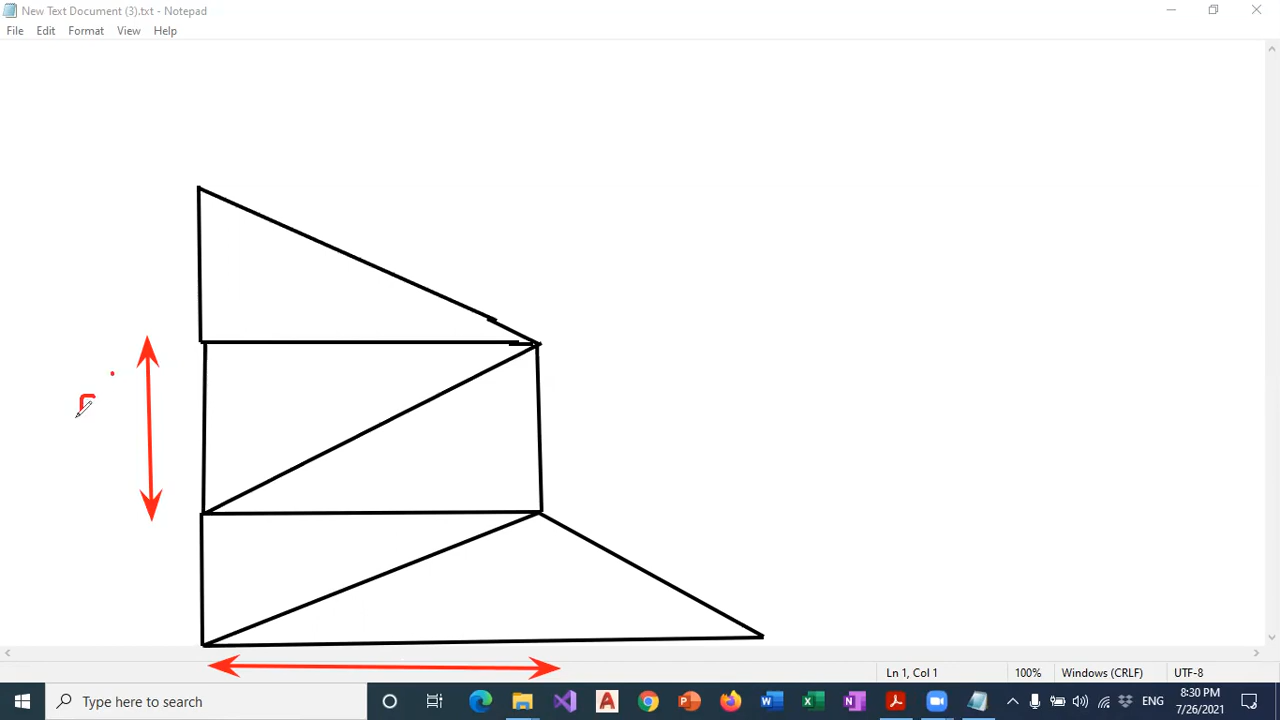 New Text Document (3).txt - Notepad
File Edit Format View Help
Ln 1, Col 1 100% Windows (CRLF) UTF-8
Type here to search
ENG
8:30 PM
7/26/2021